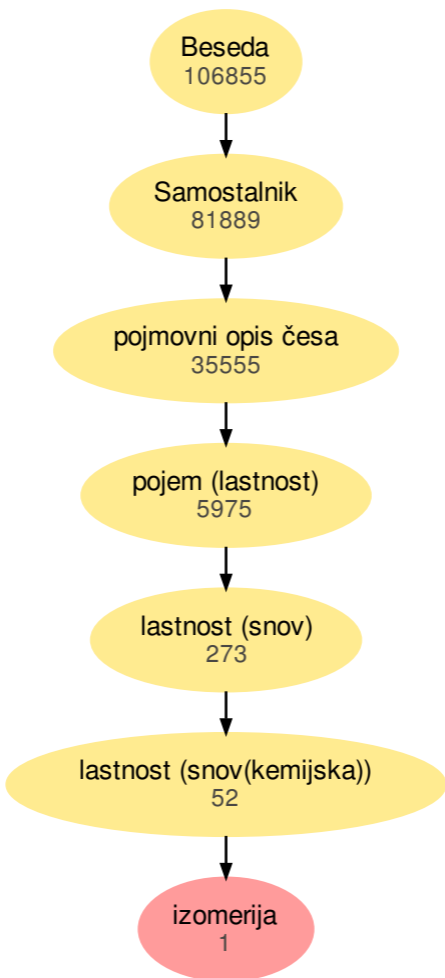 Beseda
106855
Samostalnik
81889
pojmovni opis česa
35555
pojem (lastnost)
5975
lastnost (snov)
273
lastnost (snov(kemijska))
52
izomerija
1